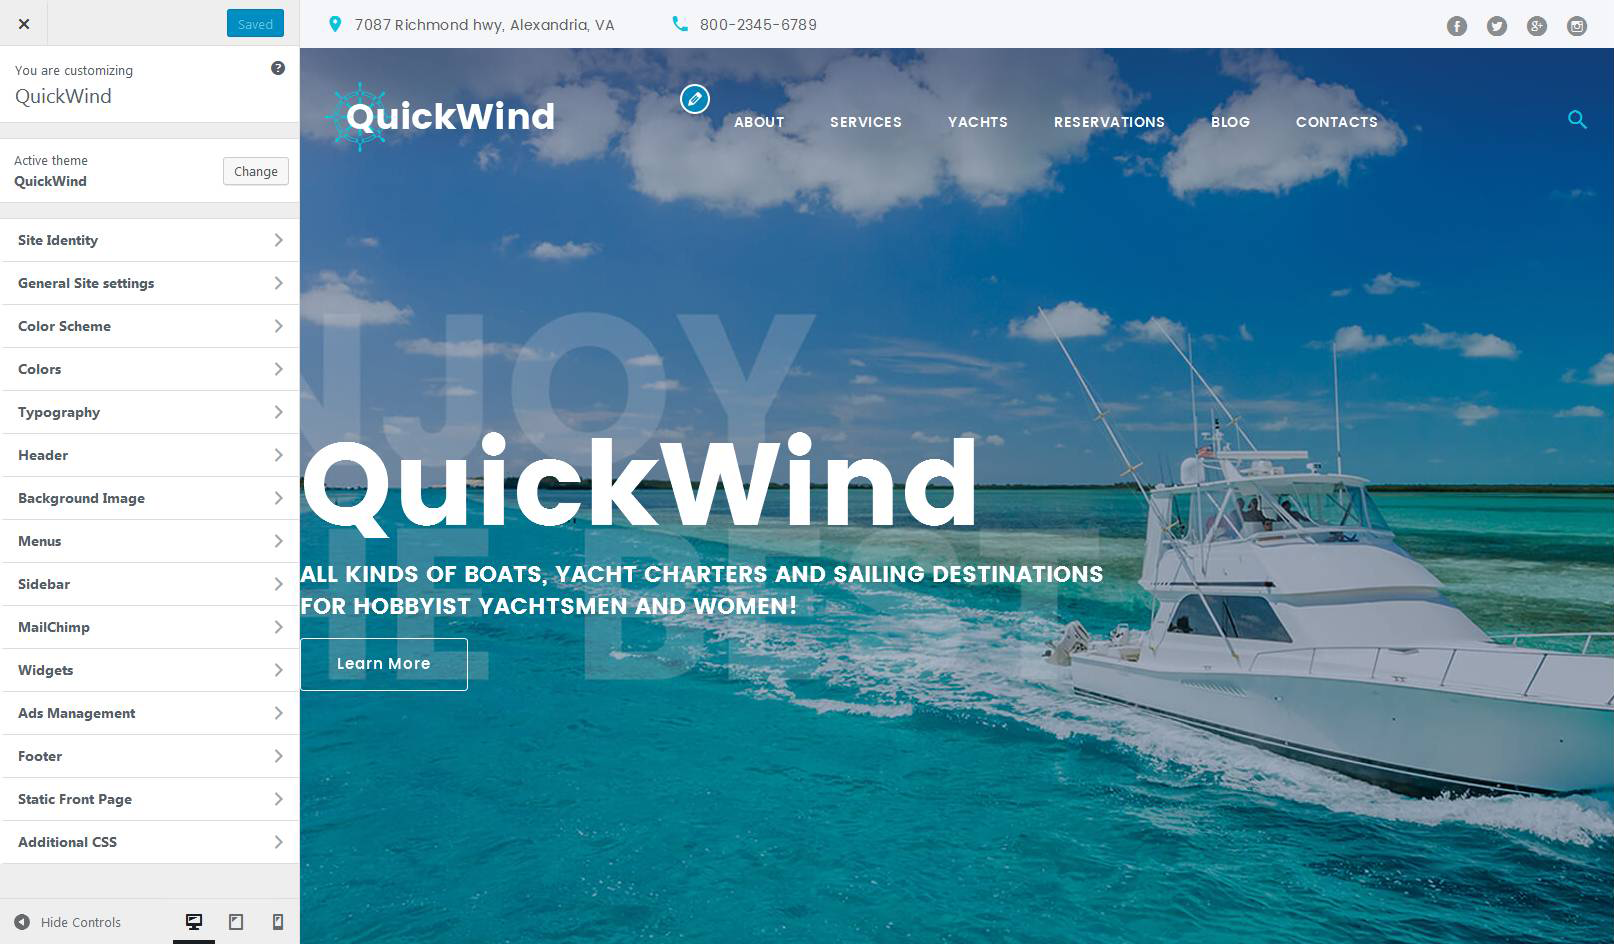 Saved
You are customizing
QuickWind
Active theme
QuickWind
Change
Site Identity
General Site settings
Color Scheme
Colors
Typography
Header
Background Image
Menus
Sidebar
MailChimp
Widgets
Ads Management
Footer
Static Front Page
Additional CSS
Hide Controls
7087 Richmond hwy, Alexandria, VA
800-2345-6789
QuickWind
ABOUT
SERVICES
YACHTS
RESERVATIONS
BLOG
CONTACTS
NJOY
QuickWind
HE BEST
ALL KINDS OF BOATS, YACHT CHARTERS AND SAILING DESTINATIONS
FOR HOBBYIST YACHTSMEN AND WOMEN!
Learn More